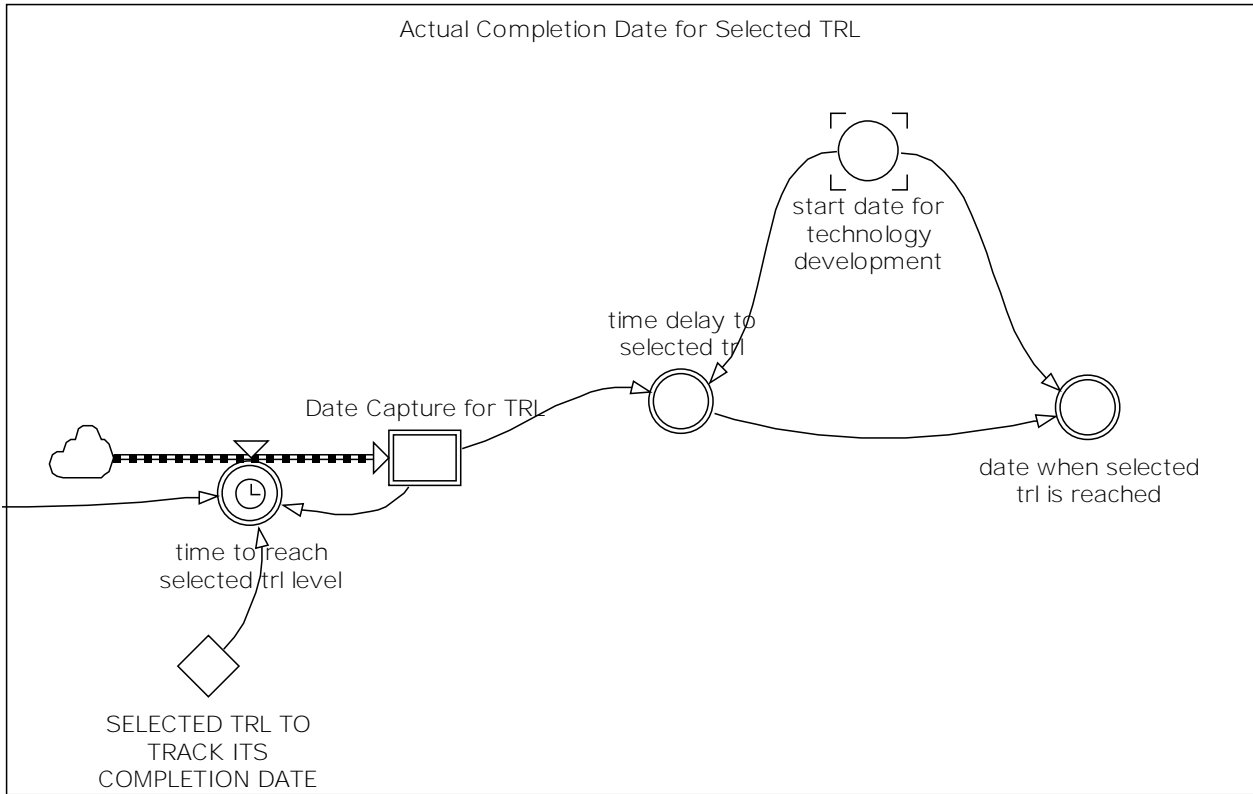 Actual Completion Date for Selected TRL
start date for
technology
development
time delay to
selected trl
Date Capture for TRL
date when selected
trl is reached
time to reach
selected trl level
SELECTED TRL TO
TRACK ITS
COMPLETION DATE